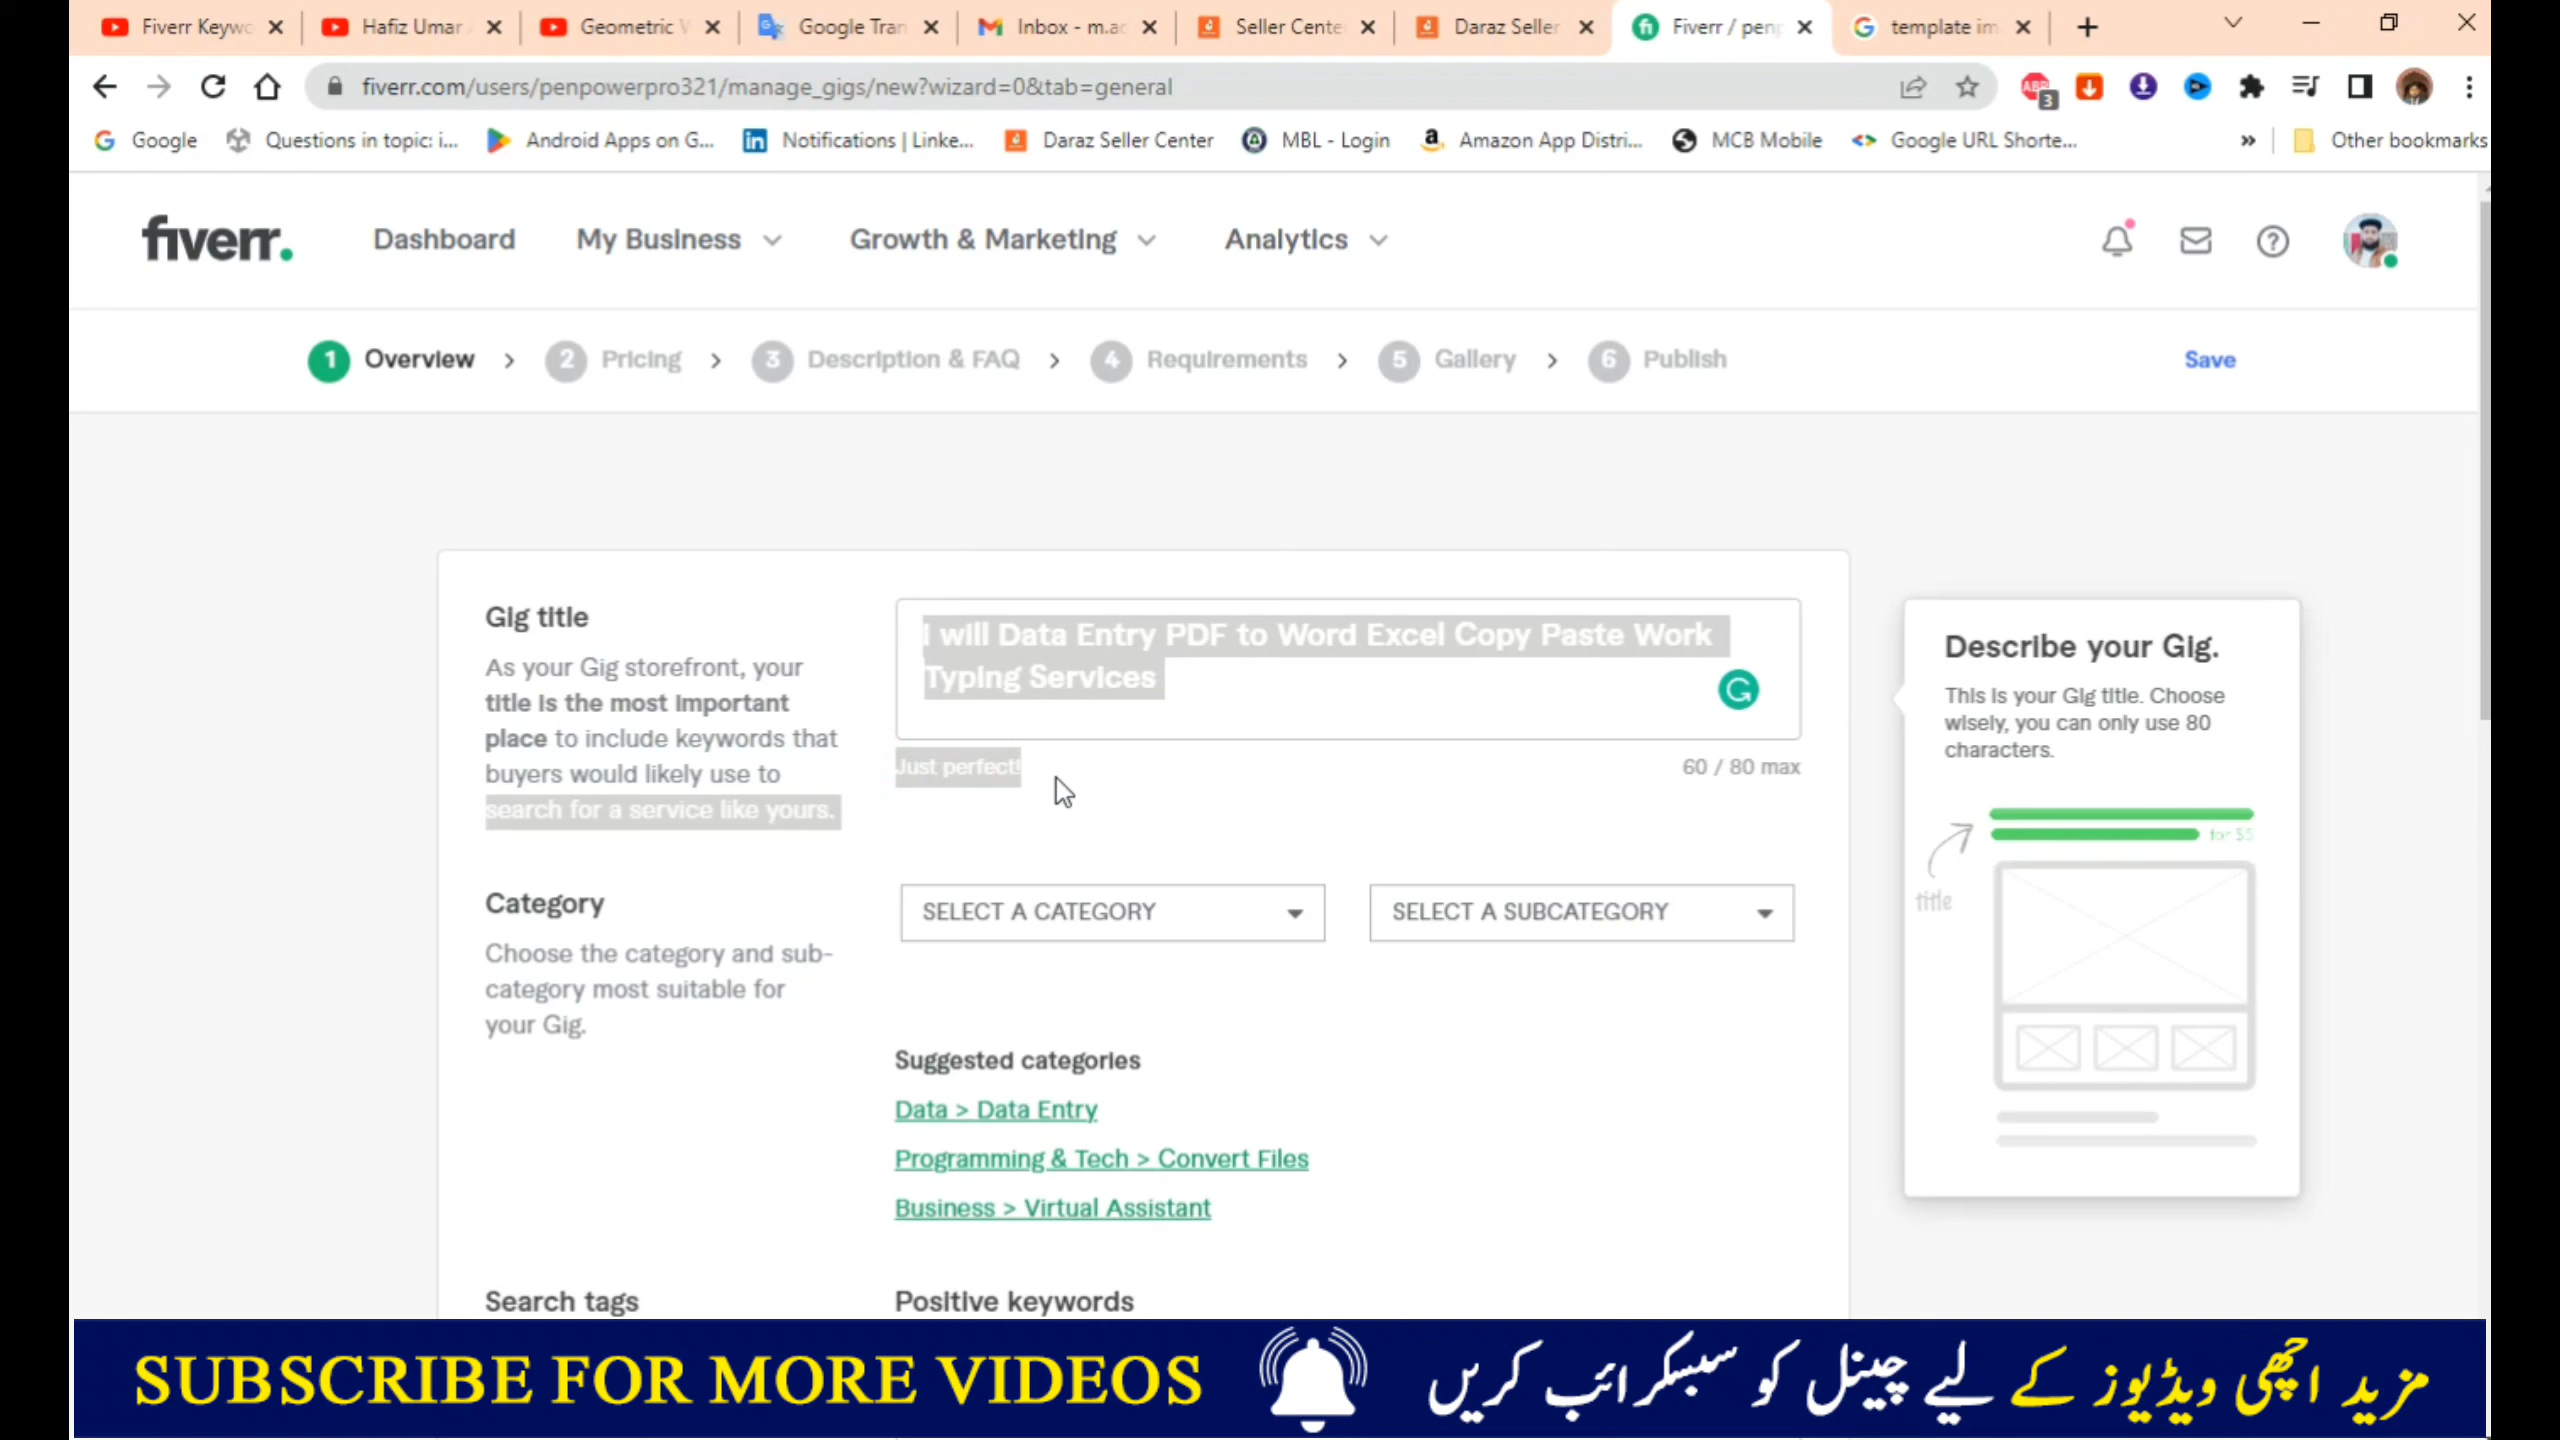 Fiverr Keywo
Hafiz Umar
Geometric
Google Tran
Inbox - m.ac
Seller Cente
Daraz Seller
Fiverr / penp
template im
fiverr.com/users/penpowerpro321/manage_gigs/new?wizard=0&tab=general
ABP
3
Google
Questions in topic: i...
Android Apps on G...
Notifications | Linke...
Daraz Seller Center
MBL - Login
Amazon App Distri...
MCB Mobile
Google URL Shorte...
»
Other bookmarks
fiverr.
Dashboard
My Business
Growth & Marketing
Analytics
1 Overview
2 Pricing
3 Description & FAQ
4 Requirements
5 Gallery
6 Publish
Save
Gig title
As your Gig storefront, your
title is the most important
place to include keywords that
buyers would likely use to
search for a service like yours.
I will Data Entry PDF to Word Excel Copy Paste Work
Typing Services
Just perfect!
60 / 80 max
Describe your Gig.
This is your Gig title. Choose
wisely, you can only use 80
characters.
for $5
title
Category
Choose the category and sub-
category most suitable for
your Gig.
SELECT A CATEGORY
SELECT A SUBCATEGORY
Suggested categories
Data > Data Entry
Programming & Tech > Convert Files
Business > Virtual Assistant
Search tags
Positive keywords
SUBSCRIBE FOR MORE VIDEOS
مزید اچھی ویڈیوز کے لیے چینل کو سبسکرائب کریں